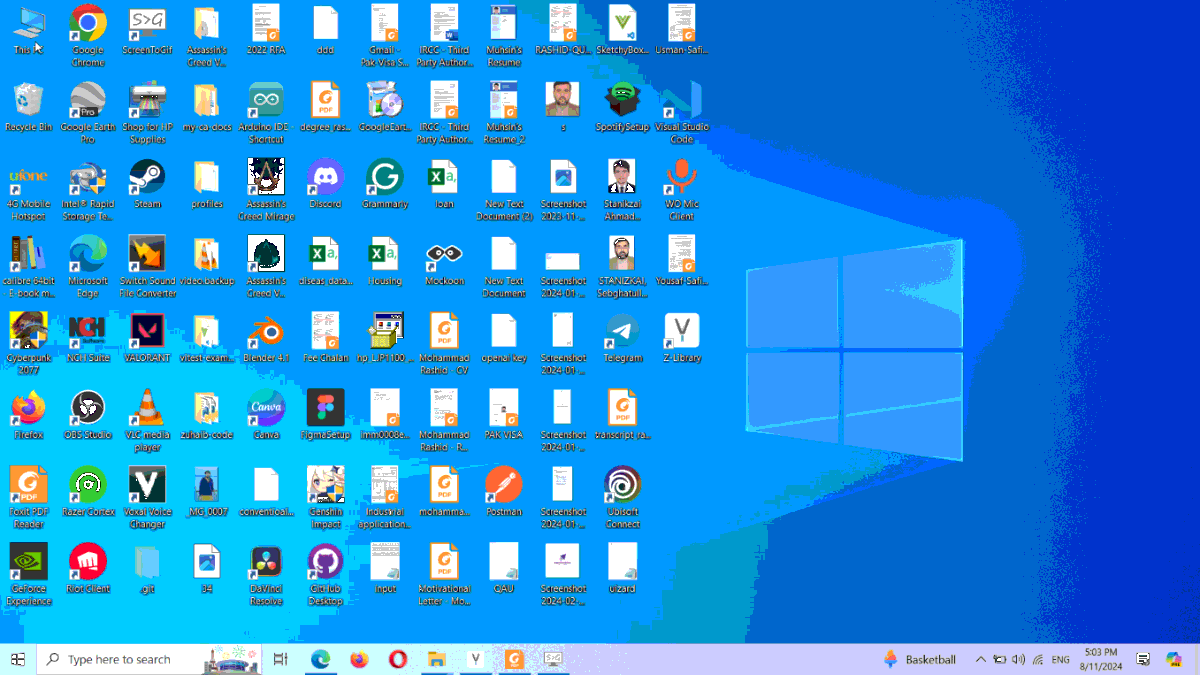 This PC
Google Chrome
ScreenToGif
Assassin's Creed V...
2022 RFA
ddd
Gmail - Pak Visa S...
IRCC - Third Party Author...
Muhsin's Resume
RASHID-QU...
SketchyBox...
Usman-Safi...
Recycle Bin
Google Earth Pro
Shop for HP Supplies
my-ca-docs
Arduino IDE - Shortcut
degree_ras...
GoogleEart...
IRCC - Third Party Author...
Muhsin's Resume_2
s
SpotifySetup
Visual Studio Code
4G Mobile Hotspot
Intel® Rapid Storage Te...
Steam
profiles
Assassin's Creed Mirage
Discord
Grammarly
loan
New Text Document (2)
Screenshot 2023-11-...
Stanikzai Ahmad...
WO Mic Client
calibre 64bit E-book m...
Microsoft Edge
Switch Sound File Converter
video-backup
Assassin's Creed V...
diseas_data...
Housing
Mockoon
New Text Document
Screenshot 2024-01-...
STANIZKAI, Sebghatull...
Yousaf-Safi...
Cyberpunk 2077
NCH Suite
VALORANT
vitest-exam...
Blender 4.1
Fee Chalan
hp LJP1100_...
Mohammad Rashid - CV
openai key
Screenshot 2024-01-...
Telegram
Z-Library
Firefox
OBS Studio
VLC media player
zuhaib-code
Canva
FigmaSetup
imm0008e...
Mohammad Rashid - R...
PAK VISA
Screenshot 2024-01-...
transcript_ra...
Foxit PDF Reader
Razer Cortex
Voxal Voice Changer
_MG_0007
conventional...
Genshin Impact
Industrial application...
mohamma...
Postman
Screenshot 2024-01-...
Ubisoft Connect
GeForce Experience
Riot Client
.git
34
DaVinci Resolve
GitHub Desktop
input
Motivational Letter - Mo...
QAU
Screenshot 2024-02-...
uizard
Type here to search
Basketball
ENG
5:03 PM
8/11/2024